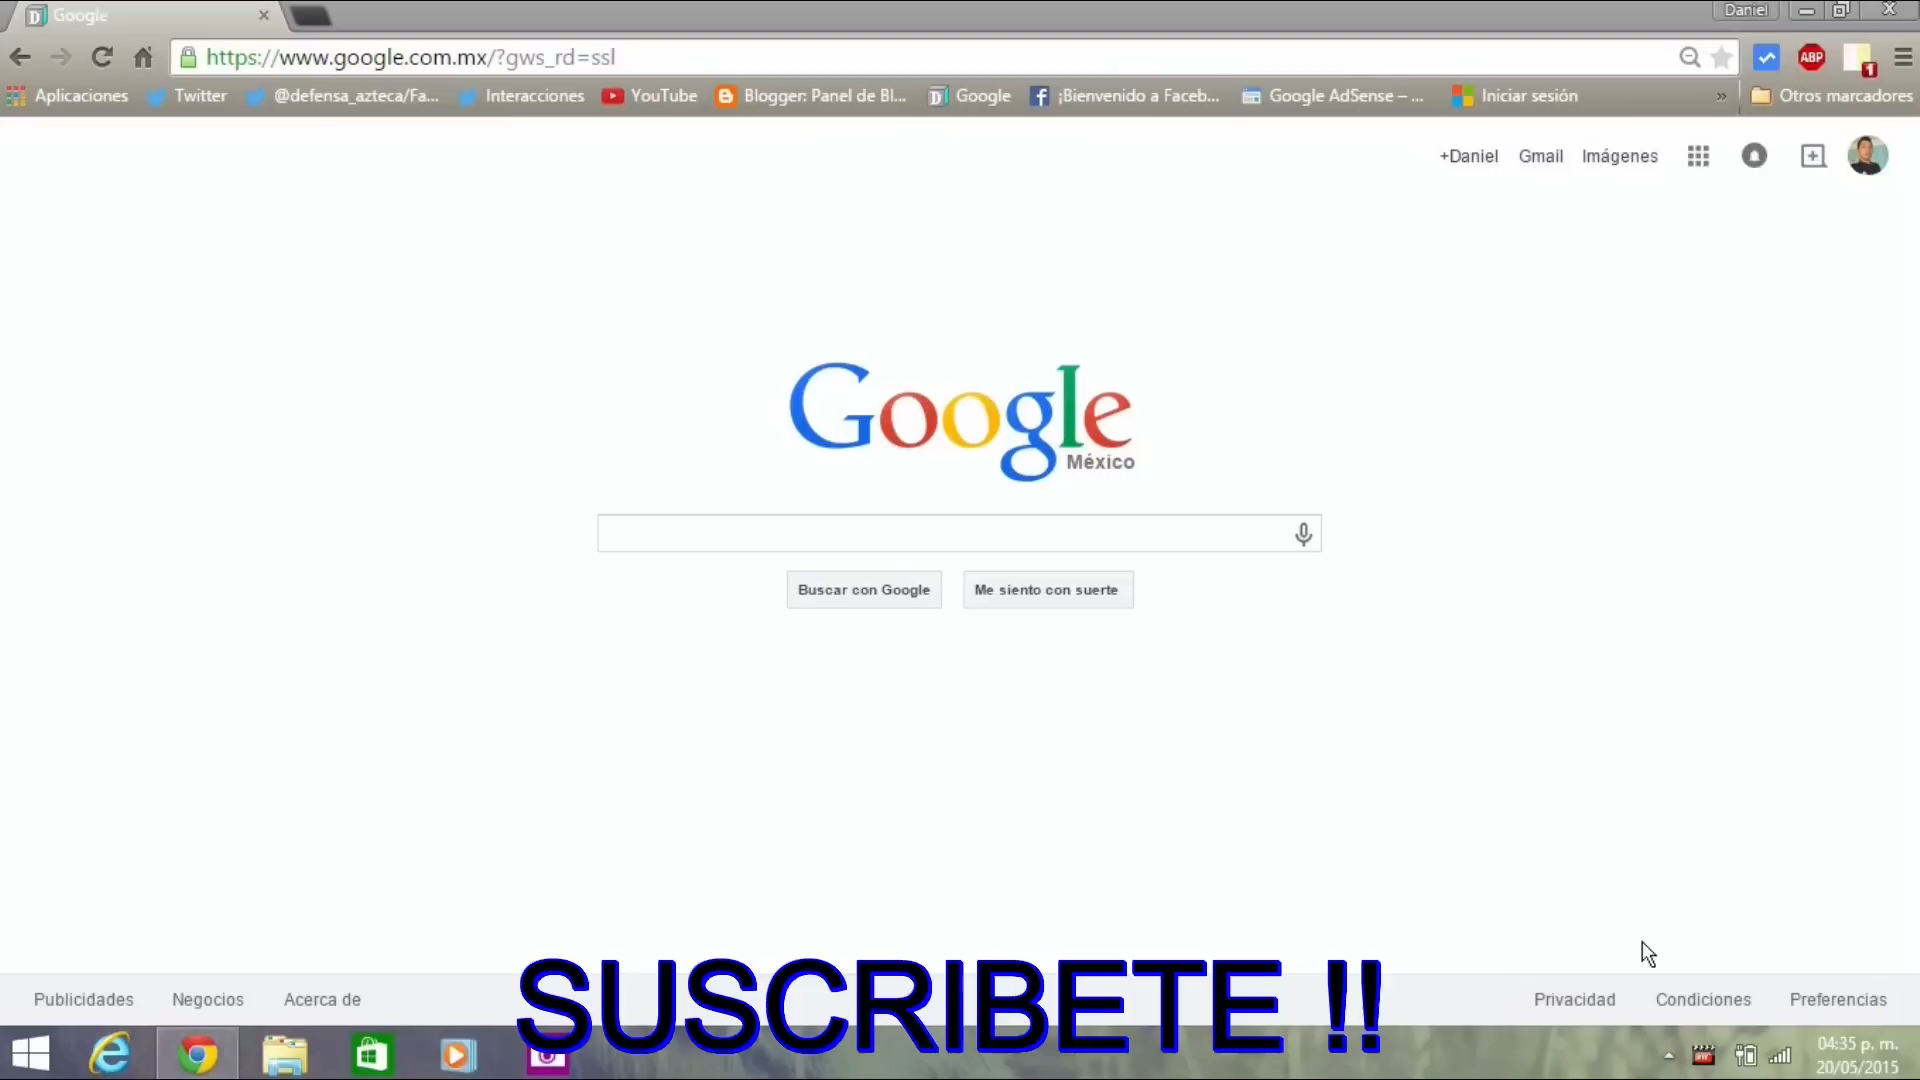 Google
Daniel
https://www.google.com.mx/?gws_rd=ssl
ABP
1
Aplicaciones
Twitter
@defensa_azteca/Fa...
Interacciones
YouTube
Blogger: Panel de Bl...
Google
¡Bienvenido a Faceb...
Google AdSense – ...
Iniciar sesión
»
Otros marcadores
+Daniel
Gmail
Imágenes
Google
México
Buscar con Google
Me siento con suerte
Publicidades
Negocios
Acerca de
SUSCRIBETE !!
Privacidad
Condiciones
Preferencias
04:35 p. m.
20/05/2015